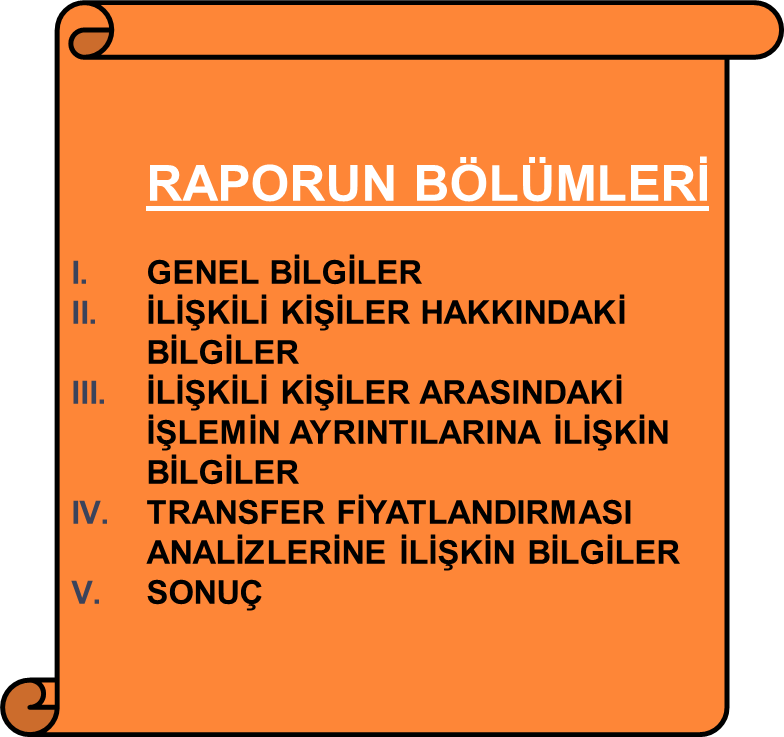 RAPORUN BÖLÜMLERİ
I. GENEL BİLGİLER
II. İLİŞKİLİ KİŞİLER HAKKINDAKİ
BİLGİLER
III. İLİŞKİLİ KİŞİLER ARASINDAKİ
İŞLEMİN AYRINTILARINA İLİŞKİN
BİLGİLER
IV. TRANSFER FİYATLANDIRMASI
ANALİZLERİNE İLİŞKİN BİLGİLER
V. SONUÇ